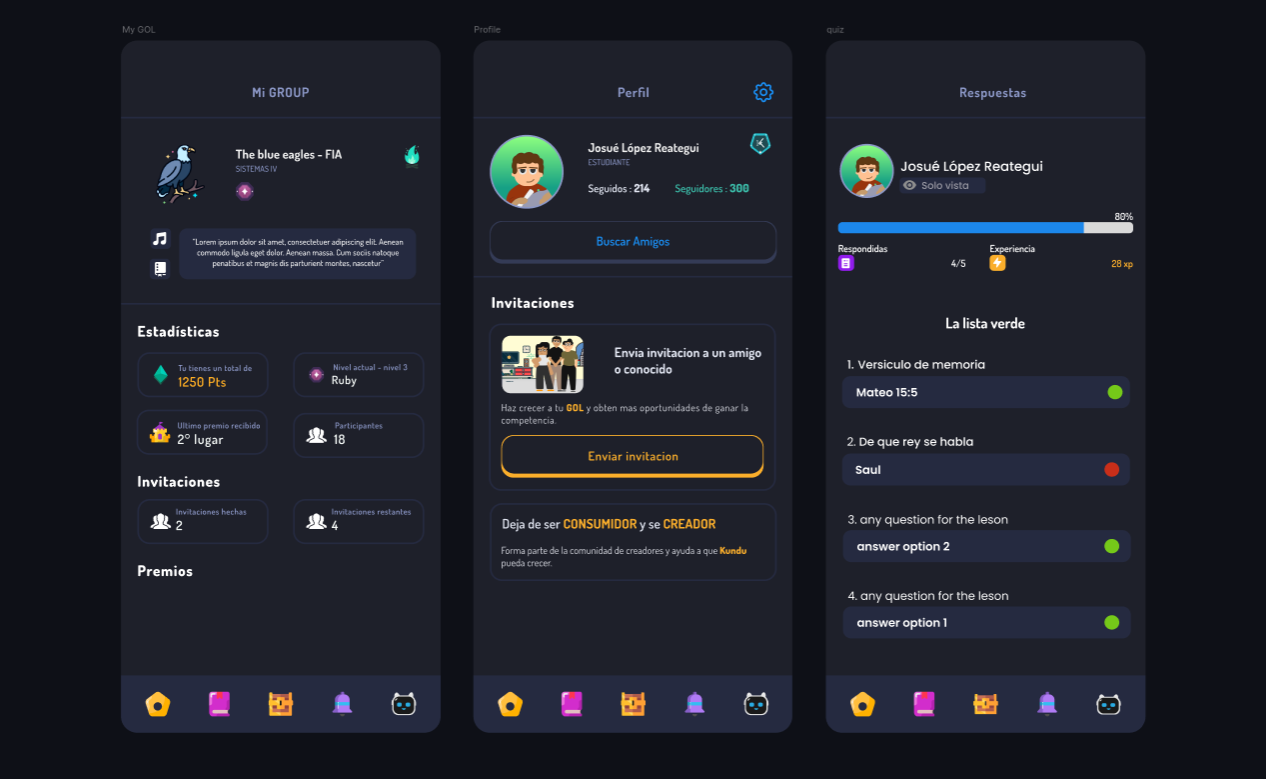 My GOL
Mi GROUP
The blue eagles - FIA
SISTEMAS IV
"Lorem ipsum dolor sit amet, consectetuer adipiscing elit. Aenean
commodo ligula eget dolor. Aenean massa. Cum sociis natoque
penatibus et magnis dis parturient montes, nascetur"
Estadísticas
Tu tienes un total de
1250 Pts
Nivel actual - nivel 3
Ruby
Ultimo premio recibido
2° lugar
Participantes
18
Invitaciones
Invitaciones hechas
2
Invitaciones restantes
4
Premios
Profile
Perfil
Josué López Reategui
ESTUDIANTE
Seguidos : 214
Seguidores : 300
Buscar Amigos
Invitaciones
Envia invitacion a un amigo
o conocido
Haz crecer a tu GOL y obten mas oportunidades de ganar la
competencia.
Enviar invitacion
Deja de ser CONSUMIDOR y se CREADOR
Forma parte de la comunidad de creadores y ayuda a que Kundu
pueda crecer.
quiz
Respuestas
Josué López Reategui
Solo vista
80%
Respondidas
4/5
Experiencia
28 xp
La lista verde
1. Versiculo de memoria
Mateo 15:5
2. De que rey se habla
Saul
3. any question for the leson
answer option 2
4. any question for the leson
answer option 1